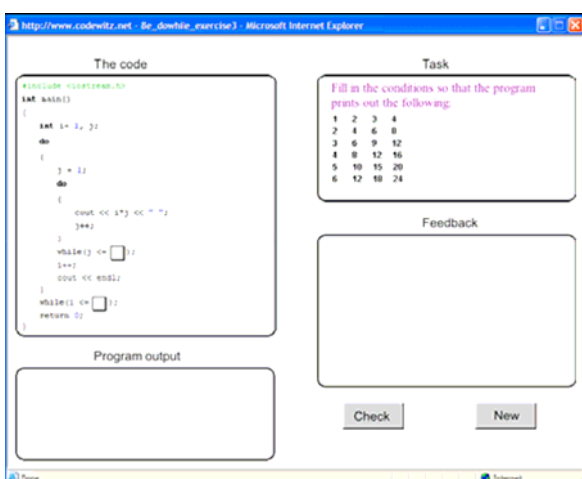 http://www.codewitz.net - 8e_dowhile_exercise3 - Microsoft Internet Explorer
The code
#include <iostream.h>
int main()
{
int i= 1, j;
do
{
j = 1;
do
{
cout << i*j << " ";
j++;
}
while(j <= );
i++;
cout << endl;
}
while(i <= );
return 0;
}
Program output
Task
Fill in the conditions so that the program
prints out the following:
1 2 3 4
2 4 6 8
3 6 9 12
4 8 12 16
5 10 15 20
6 12 18 24
Feedback
Check New
Done Internet